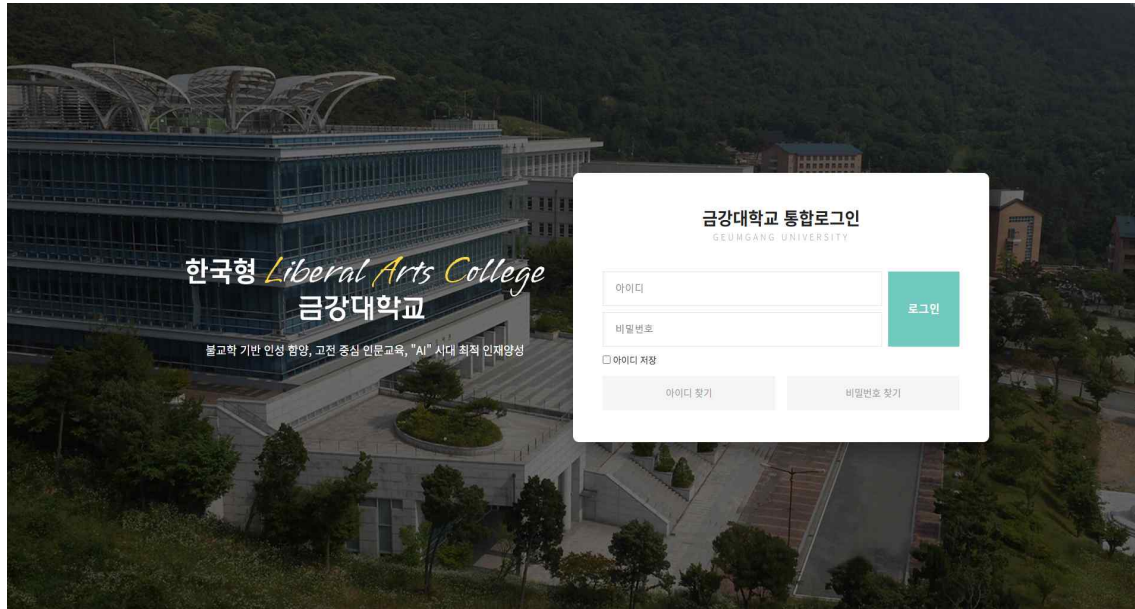 한국형 Liberal Arts College
금강대학교
불교학 기반 인성 함양, 고전 중심 인문교육, "AI" 시대 최적 인재양성
금강대학교 통합로그인
GEUMGANG UNIVERSITY
아이디
비밀번호
로그인
아이디 저장
아이디 찾기
비밀번호 찾기